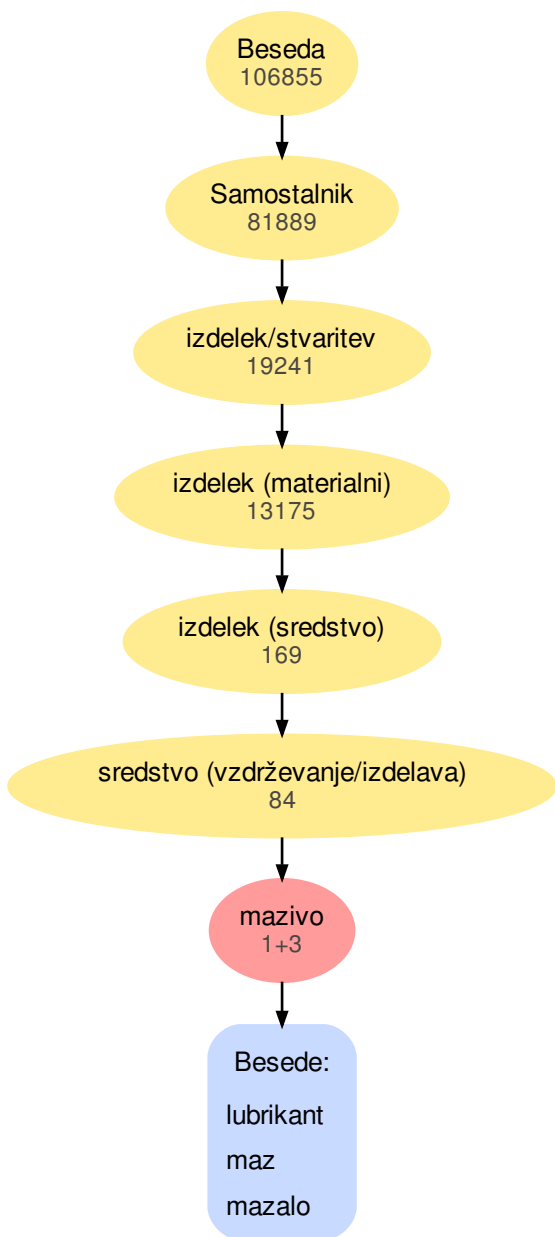 Beseda
106855
Samostalnik
81889
izdelek/stvaritev
19241
izdelek (materialni)
13175
izdelek (sredstvo)
169
sredstvo (vzdrževanje/izdelava)
84
mazivo
1+3
Besede:
lubrikant
maz
mazalo